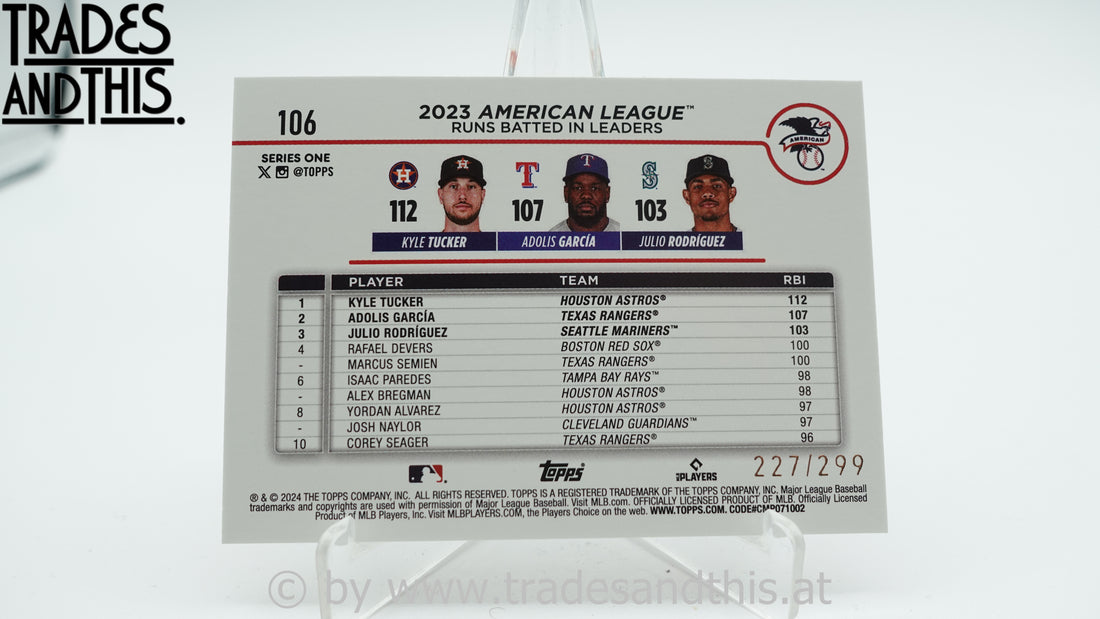 TRADES
ANDTHIS.
106
2023 AMERICAN LEAGUE™
RUNS BATTED IN LEADERS
AMERICAN
SERIES ONE
@TOPPS
112 107 103
KYLE TUCKER ADOLIS GARCÍA JULIO RODRÍGUEZ
PLAYER TEAM RBI
1 KYLE TUCKER HOUSTON ASTROS® 112
2 ADOLIS GARCÍA TEXAS RANGERS® 107
3 JULIO RODRÍGUEZ SEATTLE MARINERS™ 103
4 RAFAEL DEVERS BOSTON RED SOX® 100
- MARCUS SEMIEN TEXAS RANGERS® 100
6 ISAAC PAREDES TAMPA BAY RAYS™ 98
- ALEX BREGMAN HOUSTON ASTROS® 98
8 YORDAN ALVAREZ HOUSTON ASTROS® 97
- JOSH NAYLOR CLEVELAND GUARDIANS™ 97
10 COREY SEAGER TEXAS RANGERS® 96
Topps PLAYERS 227/299
® & © 2024 THE TOPPS COMPANY, INC. ALL RIGHTS RESERVED. TOPPS IS A REGISTERED TRADEMARK OF THE TOPPS COMPANY, INC. Major League Baseball
trademarks and copyrights are used with permission of Major League Baseball. Visit MLB.com. OFFICIALLY LICENSED PRODUCT OF MLB. Officially Licensed
Product of MLB Players, Inc. Visit MLBPLAYERS.COM, the Players Choice on the web. WWW.TOPPS.COM. CODE#CMP071002
© by www.tradesandthis.at